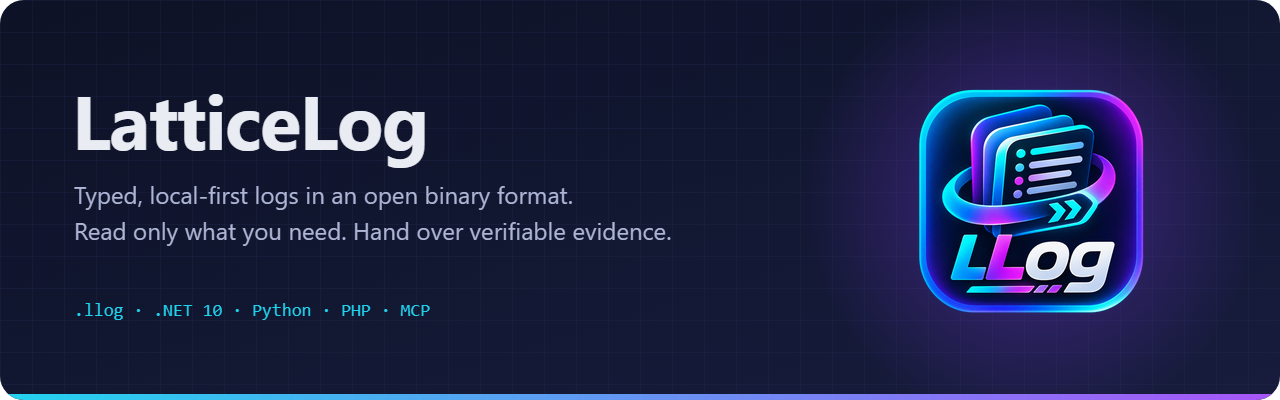 LatticeLog
Typed, local-first logs in an open binary format.
Read only what you need. Hand over verifiable evidence.
.llog · .NET 10 · Python · PHP · MCP
LLog